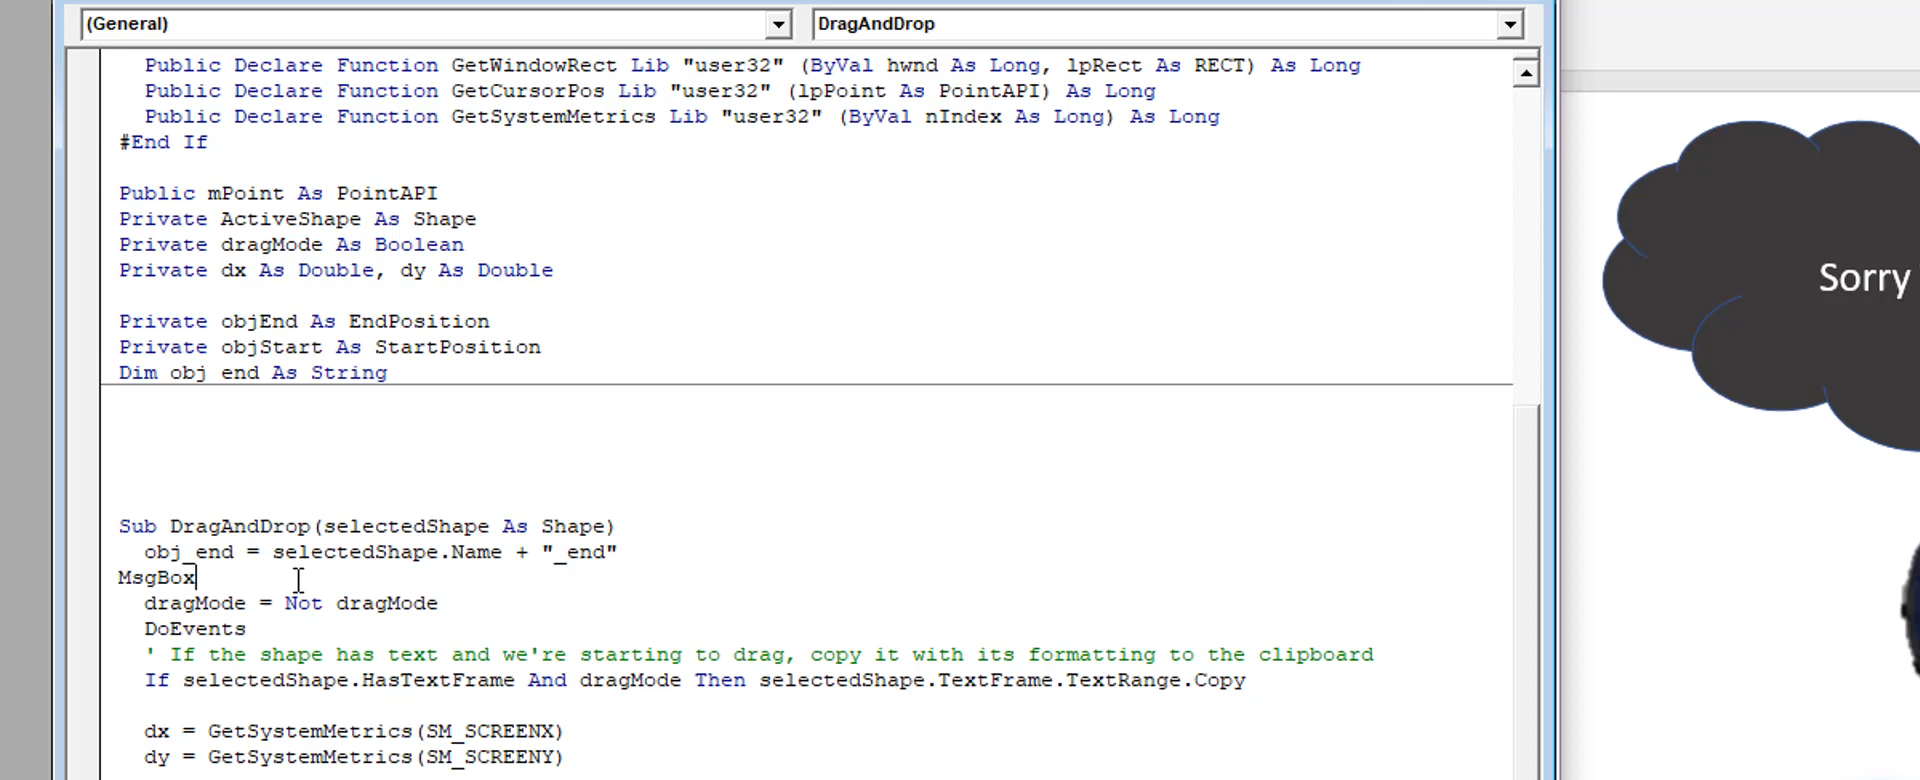 (General) DragAndDrop
Public Declare Function GetWindowRect Lib "user32" (ByVal hwnd As Long, lpRect As RECT) As Long
Public Declare Function GetCursorPos Lib "user32" (lpPoint As PointAPI) As Long
Public Declare Function GetSystemMetrics Lib "user32" (ByVal nIndex As Long) As Long
#End If
Public mPoint As PointAPI
Private ActiveShape As Shape
Private dragMode As Boolean
Private dx As Double, dy As Double
Private objEnd As EndPosition
Private objStart As StartPosition
Dim obj end As String
Sub DragAndDrop(selectedShape As Shape)
obj_end = selectedShape.Name + "_end"
MsgBox
dragMode = Not dragMode
DoEvents
' If the shape has text and we're starting to drag, copy it with its formatting to the clipboard
If selectedShape.HasTextFrame And dragMode Then selectedShape.TextFrame.TextRange.Copy
dx = GetSystemMetrics(SM_SCREENX)
dy = GetSystemMetrics(SM_SCREENY)
Sorry